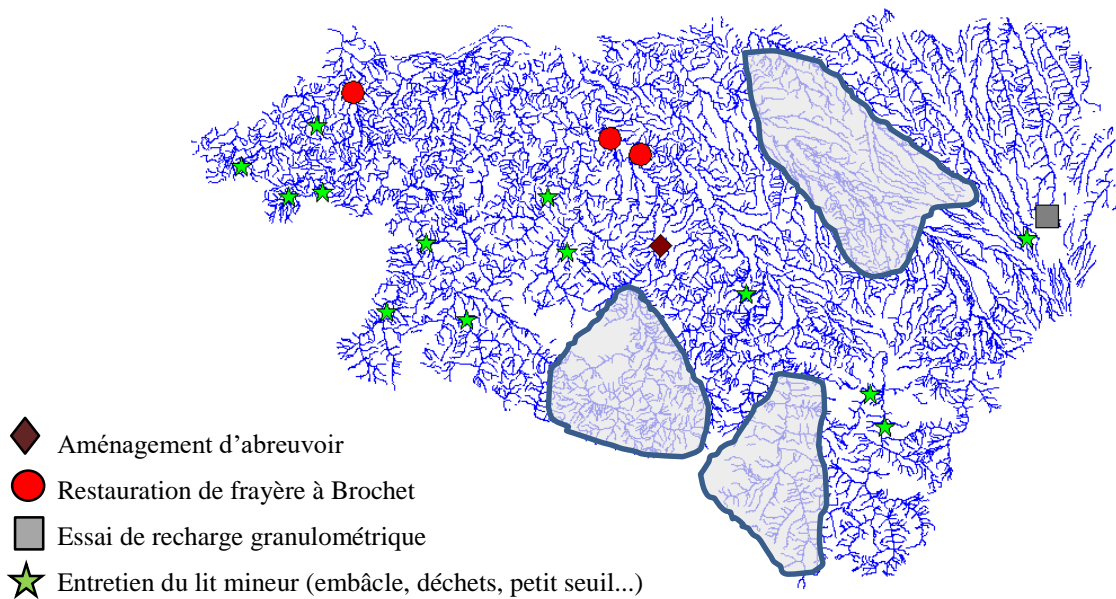 Aménagement d'abreuvoir
Restauration de frayère à Brochet
Essai de recharge granulométrique
Entretien du lit mineur (embâcle, déchets, petit seuil...)